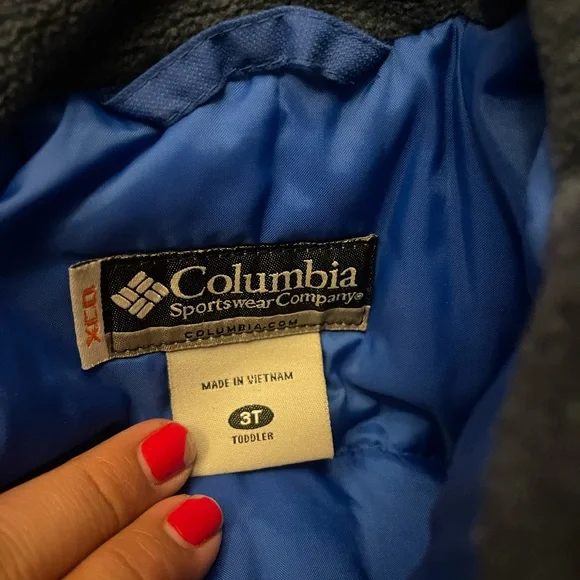 XCO
Columbia
Sportswear Company®
COLUMBIA.COM
MADE IN VIETNAM
3T
TODDLER